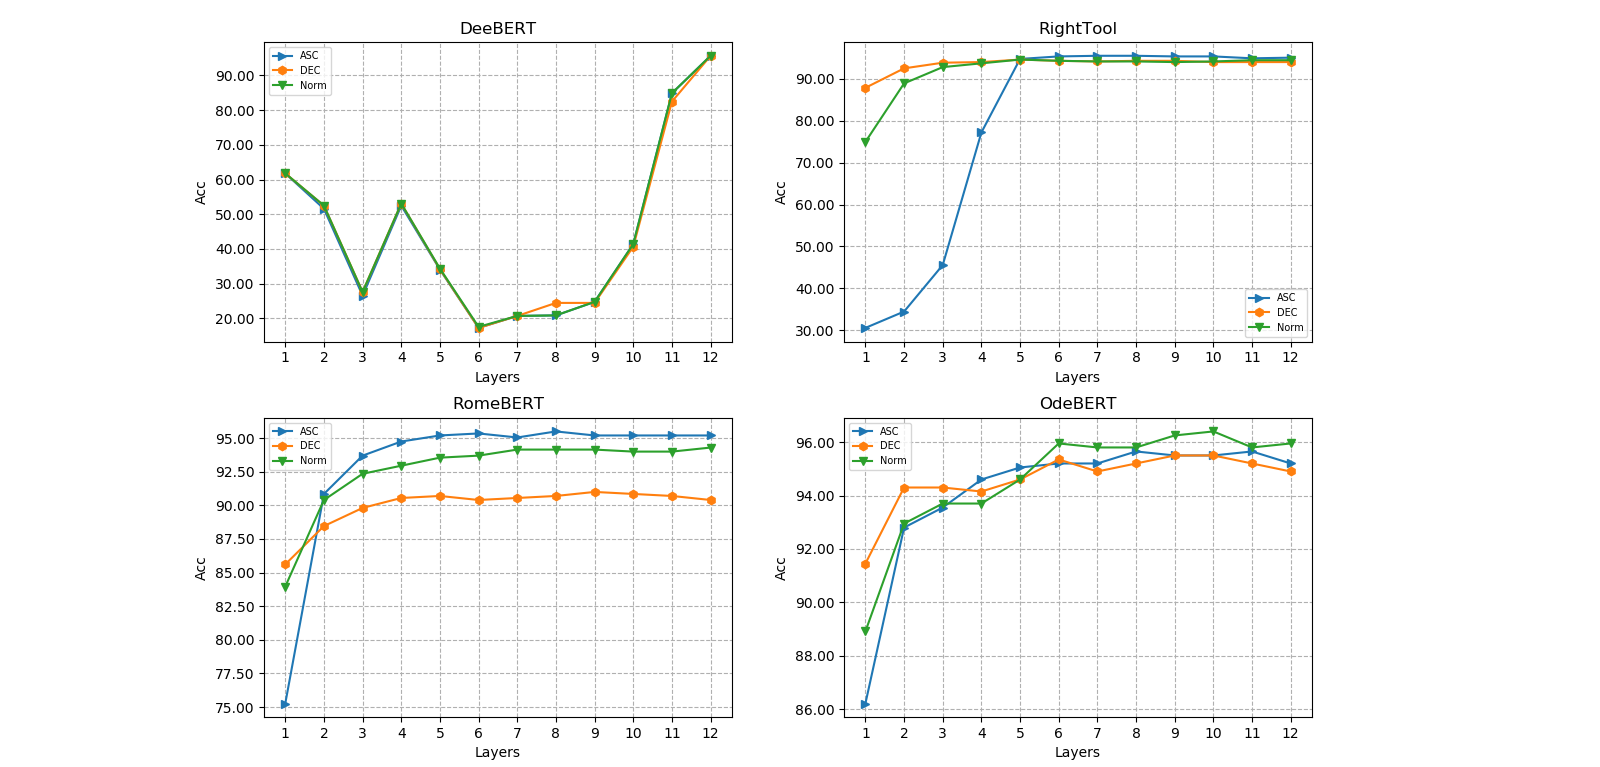 DeeBERT
ASC
DEC
Norm
90.00
80.00
70.00
60.00
50.00
40.00
30.00
20.00
Acc
1 2 3 4 5 6 7 8 9 10 11 12
Layers
RightTool
90.00
80.00
70.00
60.00
50.00
40.00
30.00
Acc
ASC
DEC
Norm
1 2 3 4 5 6 7 8 9 10 11 12
Layers
RomeBERT
ASC
DEC
Norm
95.00
92.50
90.00
87.50
85.00
82.50
80.00
77.50
75.00
Acc
1 2 3 4 5 6 7 8 9 10 11 12
Layers
OdeBERT
ASC
DEC
Norm
96.00
94.00
92.00
90.00
88.00
86.00
Acc
1 2 3 4 5 6 7 8 9 10 11 12
Layers